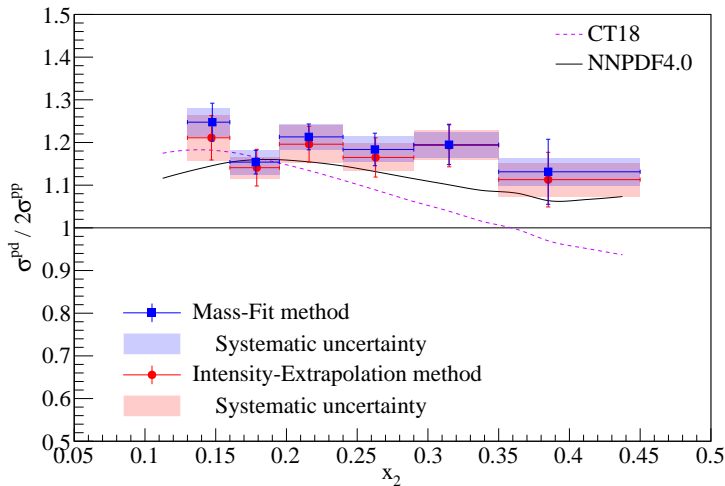 1.5
1.4
1.3
1.2
1.1
1
0.9
0.8
0.7
0.6
0.5
σ^pd / 2σ^pp
CT18
NNPDF4.0
Mass-Fit method
Systematic uncertainty
Intensity-Extrapolation method
Systematic uncertainty
0.05 0.1 0.15 0.2 0.25 0.3 0.35 0.4 0.45 0.5
x_2